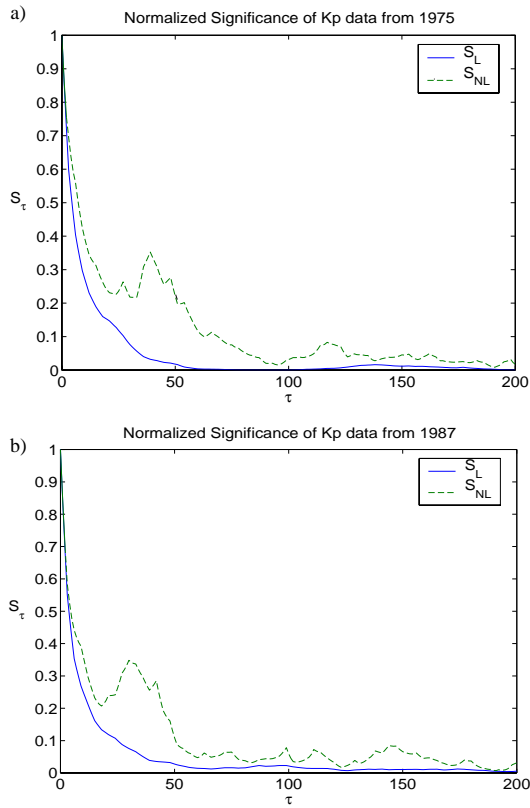 a)
Normalized Significance of Kp data from 1975
1
0.9
0.8
0.7
0.6
0.5
0.4
0.3
0.2
0.1
0
S_τ
S_L
S_NL
0 50 100 150 200
τ
b)
Normalized Significance of Kp data from 1987
1
0.9
0.8
0.7
0.6
0.5
0.4
0.3
0.2
0.1
0
S_τ
S_L
S_NL
0 50 100 150 200
τ